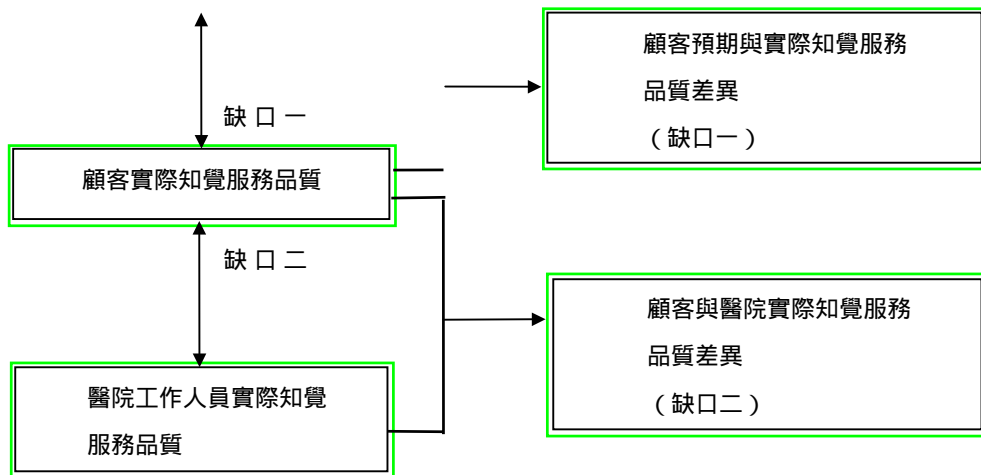 顧客預期與實際知覺服務
品質差異
（缺口一）
缺口一
顧客實際知覺服務品質
缺口二
顧客與醫院實際知覺服務
品質差異
（缺口二）
醫院工作人員實際知覺
服務品質